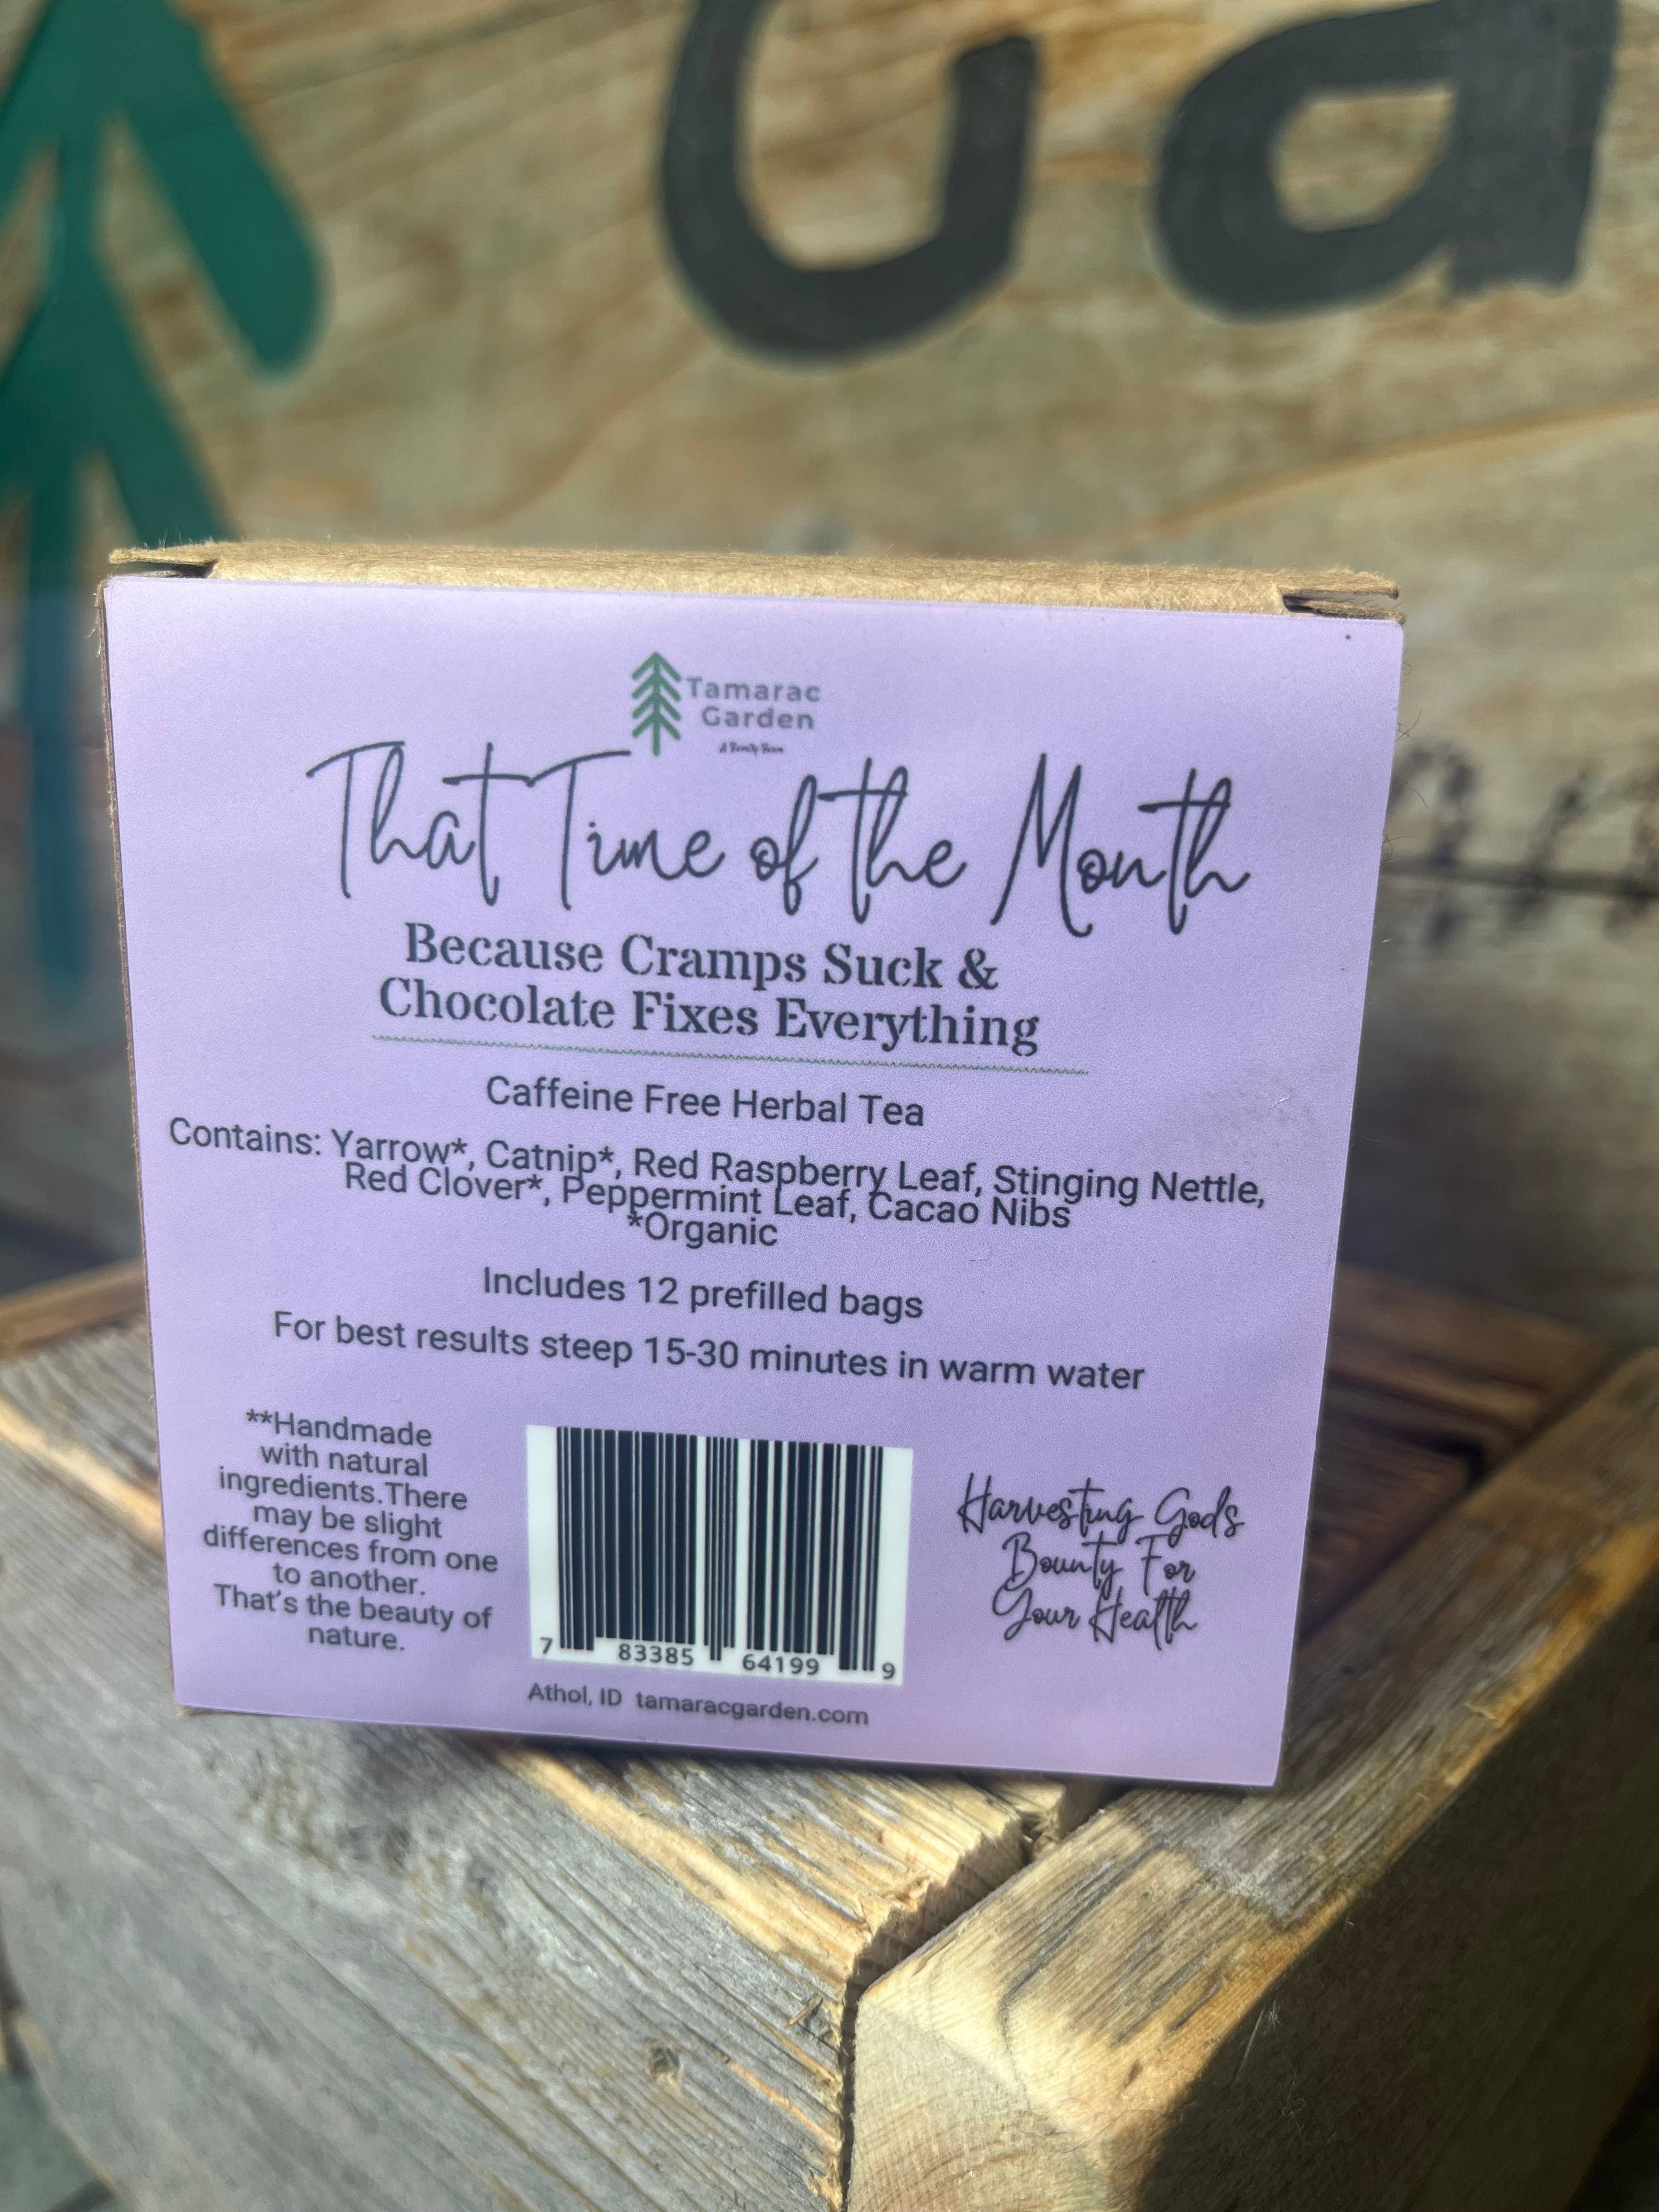 Ga
Tamarac
Garden
That Time of the Month
Because Cramps Suck &
Chocolate Fixes Everything
Caffeine Free Herbal Tea
Contains: Yarrow*, Catnip*, Red Raspberry Leaf, Stinging Nettle,
Red Clover*, Peppermint Leaf, Cacao Nibs
*Organic
Includes 12 prefilled bags
For best results steep 15-30 minutes in warm water
**Handmade
with natural
ingredients.There
may be slight
differences from one
to another.
That's the beauty of
nature.
7 83385 64199 9
Harvesting Gods
Bounty For
Your Health
Athol, ID tamaracgarden.com